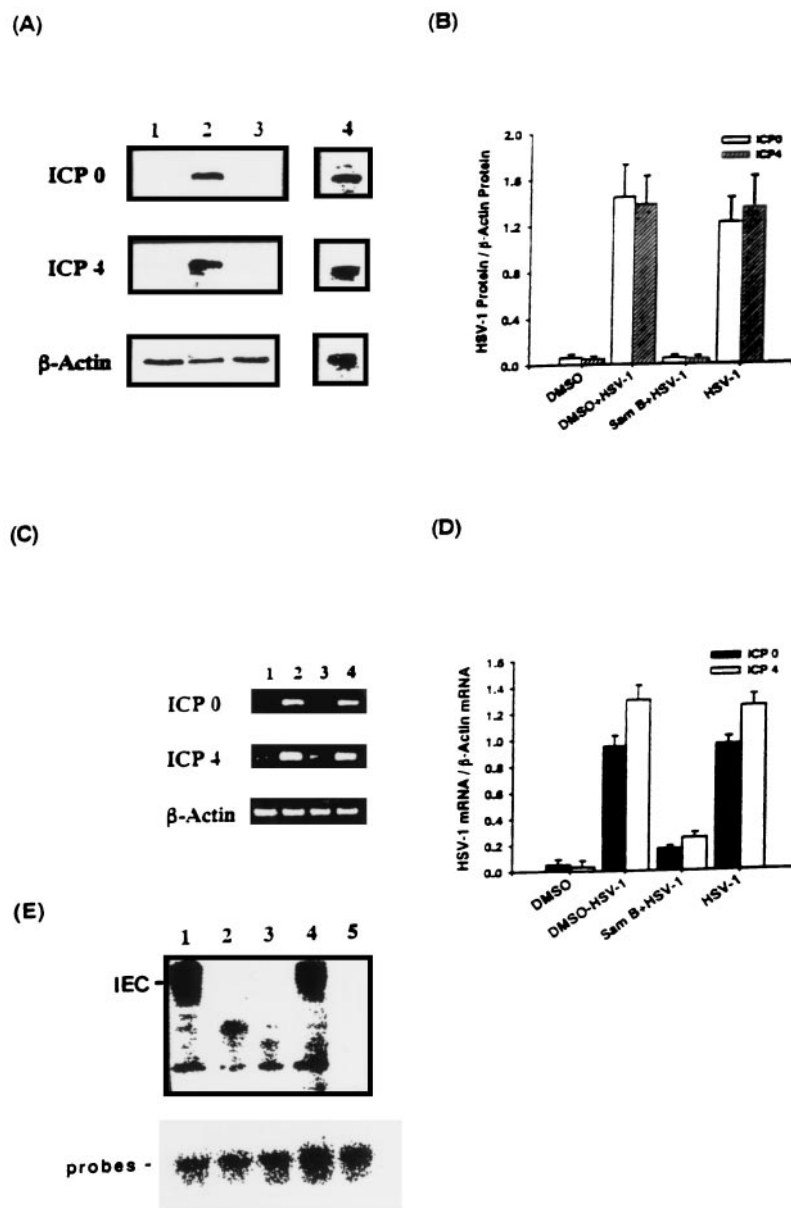 (A)
1 2 3 4
ICP 0
ICP 4
β-Actin
(B)
HSV-1 Protein / β-Actin Protein
2.0
1.6
1.2
0.8
0.4
0.0
ICP0
ICP4
DMSO
DMSO+HSV-1
Sam B+HSV-1
HSV-1
(C)
1 2 3 4
ICP 0
ICP 4
β-Actin
(D)
HSV-1 mRNA / β-Actin mRNA
1.6
1.4
1.2
1.0
0.8
0.6
0.4
0.2
0.0
ICP 0
ICP 4
DMSO
DMSO-HSV-1
Sam B+HSV-1
HSV-1
(E)
1 2 3 4 5
IEC
probes -